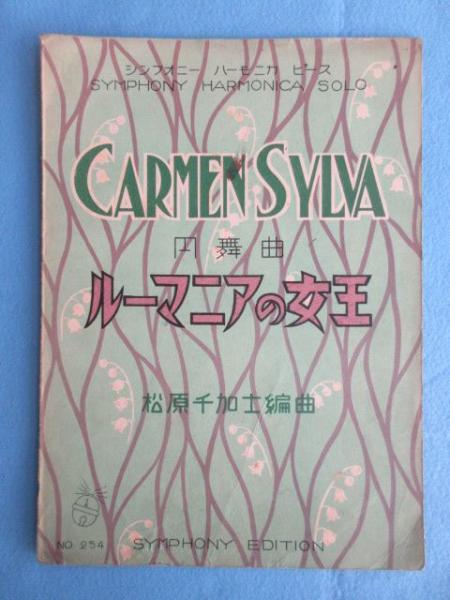 シンフオニー ハーモニカ ピース
SYMPHONY HARMONICA SOLO
CARMEN SYLVA
円舞曲
ルーマニアの女王
松原千加士編曲
NO. 254 SYMPHONY EDITION